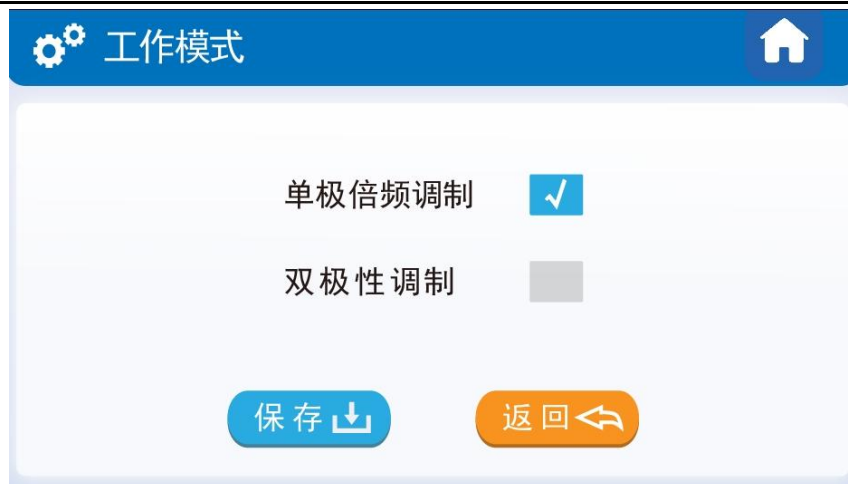 工作模式
单极倍频调制
双极性调制
保存
返回